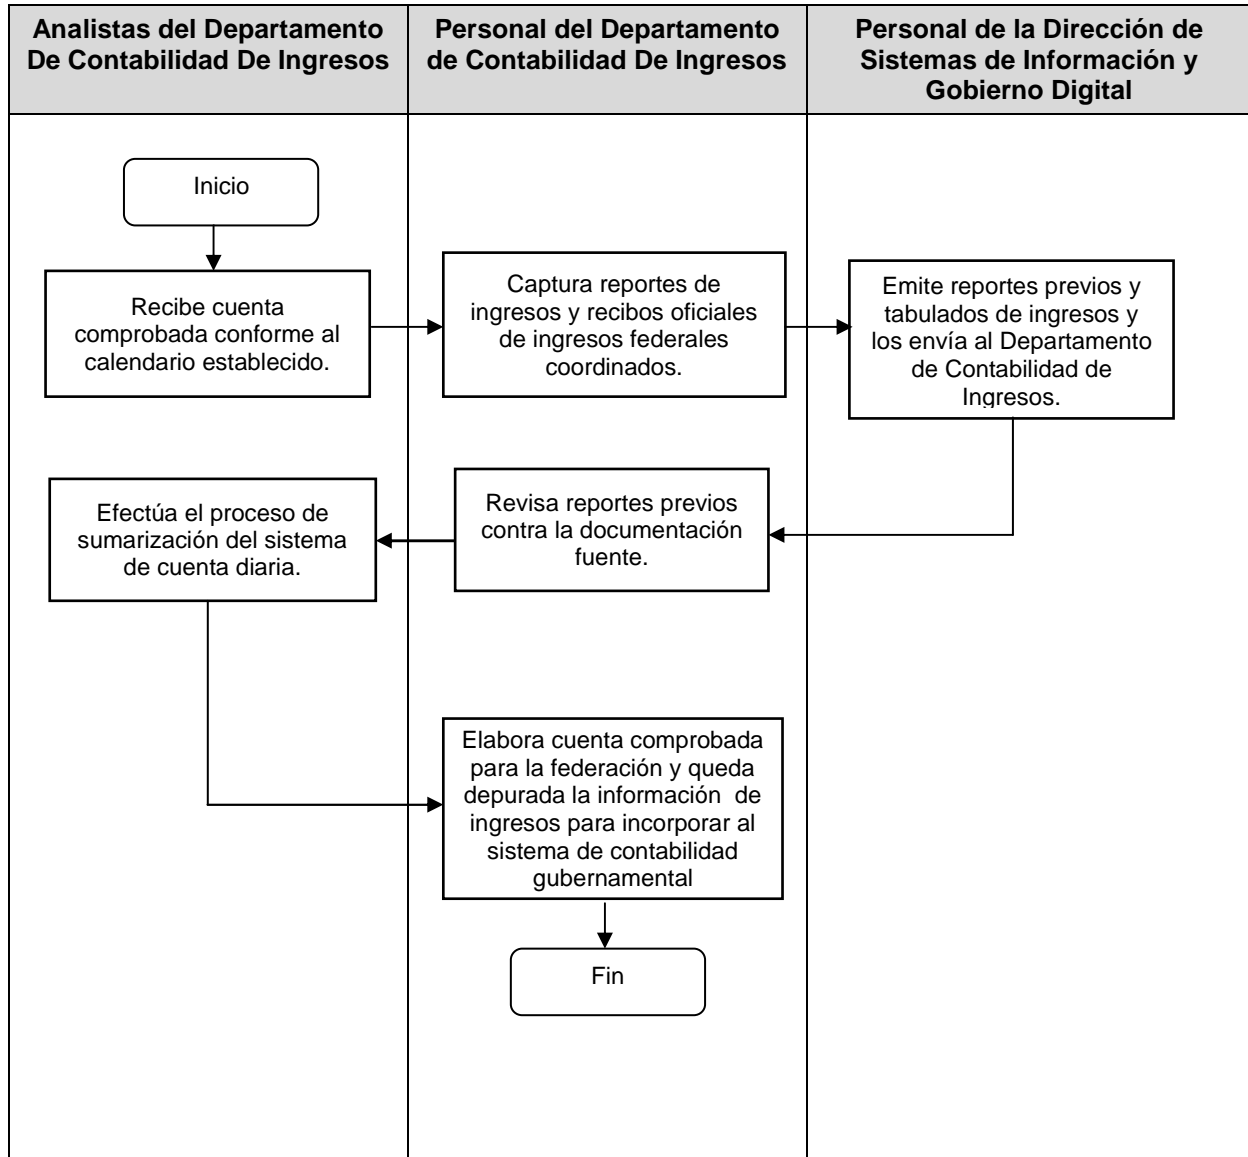 Analistas del Departamento
De Contabilidad De Ingresos
Personal del Departamento
de Contabilidad De Ingresos
Personal de la Dirección de
Sistemas de Información y
Gobierno Digital
Inicio
Recibe cuenta
comprobada conforme al
calendario establecido.
Captura reportes de
ingresos y recibos oficiales
de ingresos federales
coordinados.
Emite reportes previos y
tabulados de ingresos y
los envía al Departamento
de Contabilidad de
Ingresos.
Revisa reportes previos
contra la documentación
fuente.
Efectúa el proceso de
sumarización del sistema
de cuenta diaria.
Elabora cuenta comprobada
para la federación y queda
depurada la información de
ingresos para incorporar al
sistema de contabilidad
gubernamental
Fin